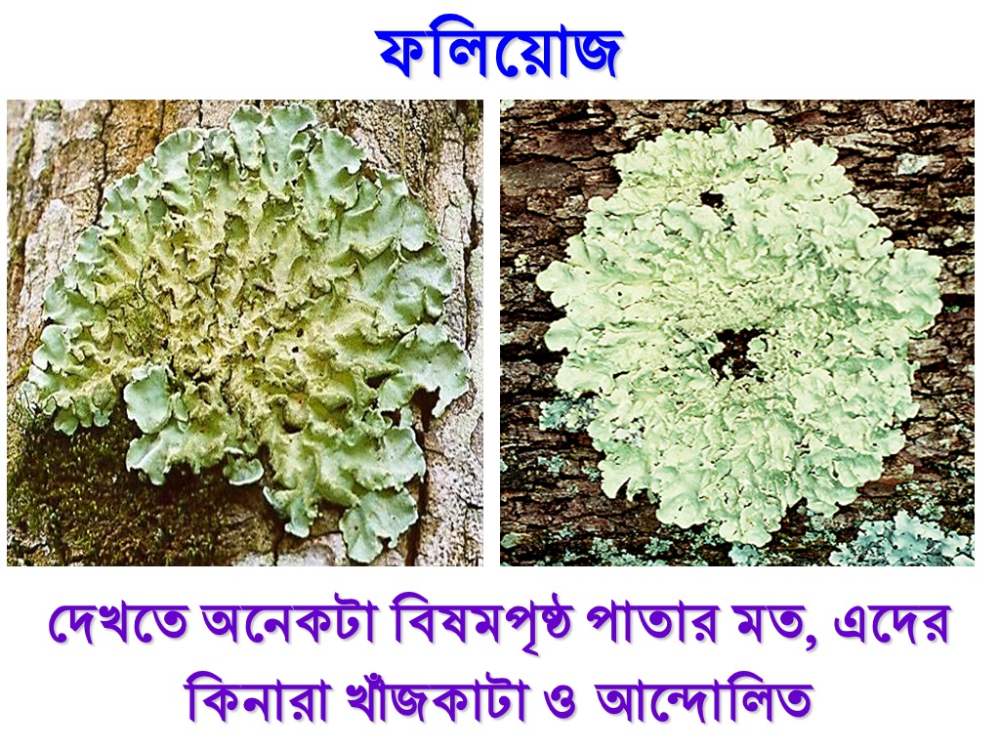 ফলিয়োজ
দেখতে অনেকটা বিষমপৃষ্ঠ পাতার মত, এদের
কিনারা খাঁজকাটা ও আন্দোলিত